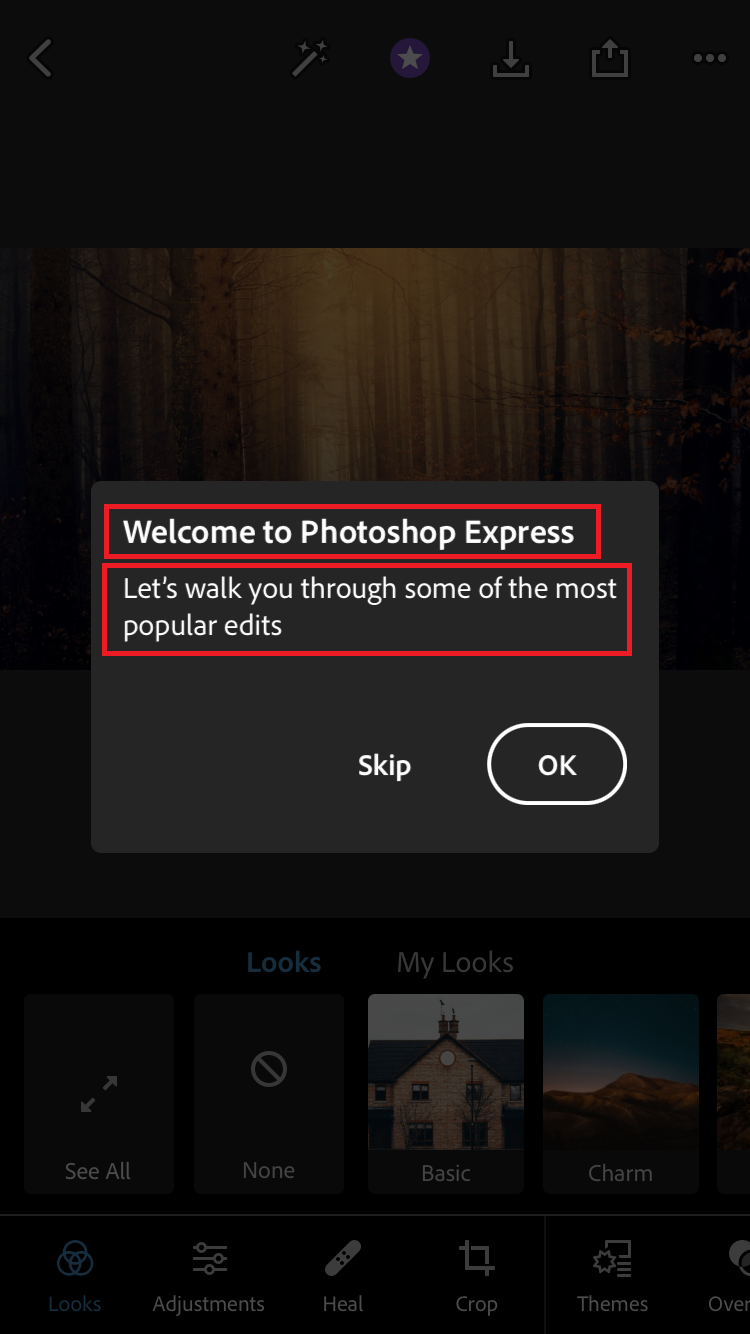 Welcome to Photoshop Express
Let's walk you through some of the most
popular edits
Skip
OK
Looks
My Looks
See All
None
Basic
Charm
Looks
Adjustments
Heal
Crop
Themes